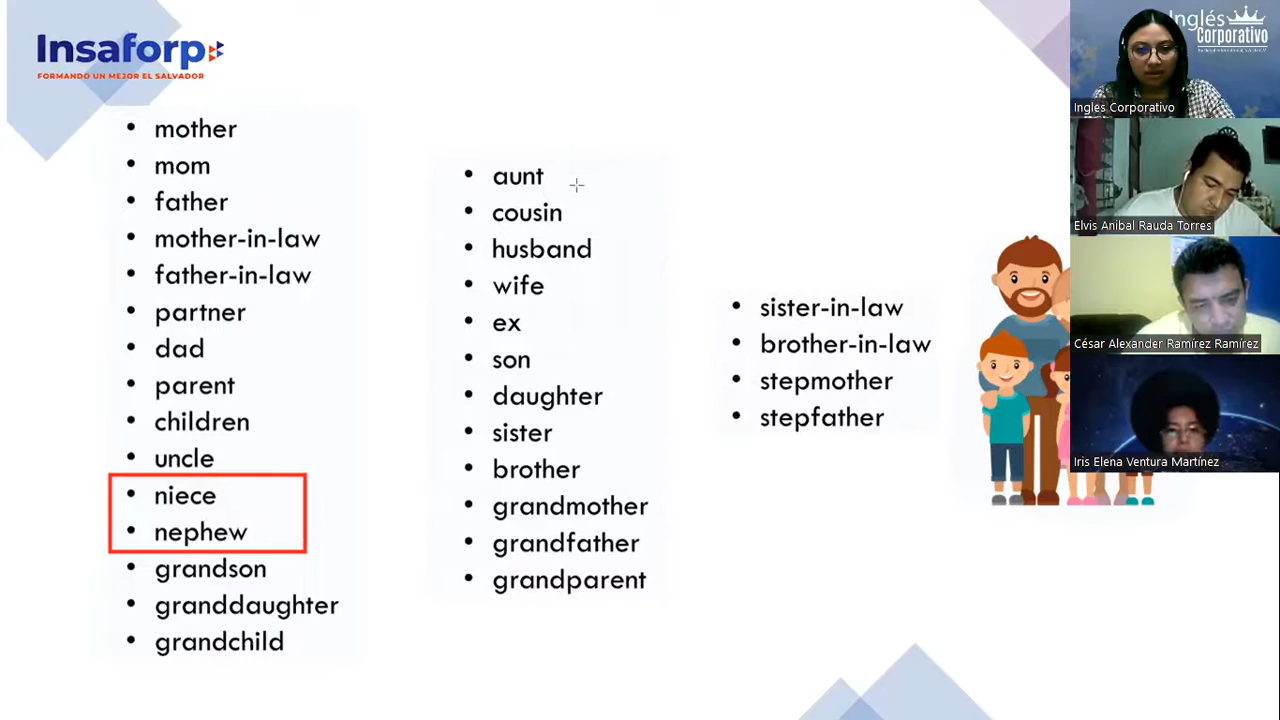 Insaforp
FORMANDO UN MEJOR EL SALVADOR
mother
mom
father
mother-in-law
father-in-law
partner
dad
parent
children
uncle
niece
nephew
grandson
granddaughter
grandchild
aunt
cousin
husband
wife
ex
son
daughter
sister
brother
grandmother
grandfather
grandparent
sister-in-law
brother-in-law
stepmother
stepfather
Inglés
Corporativo
Ingles Corporativo
Elvis Anibal Rauda Torres
César Alexander Ramírez Ramírez
Iris Elena Ventura Martínez